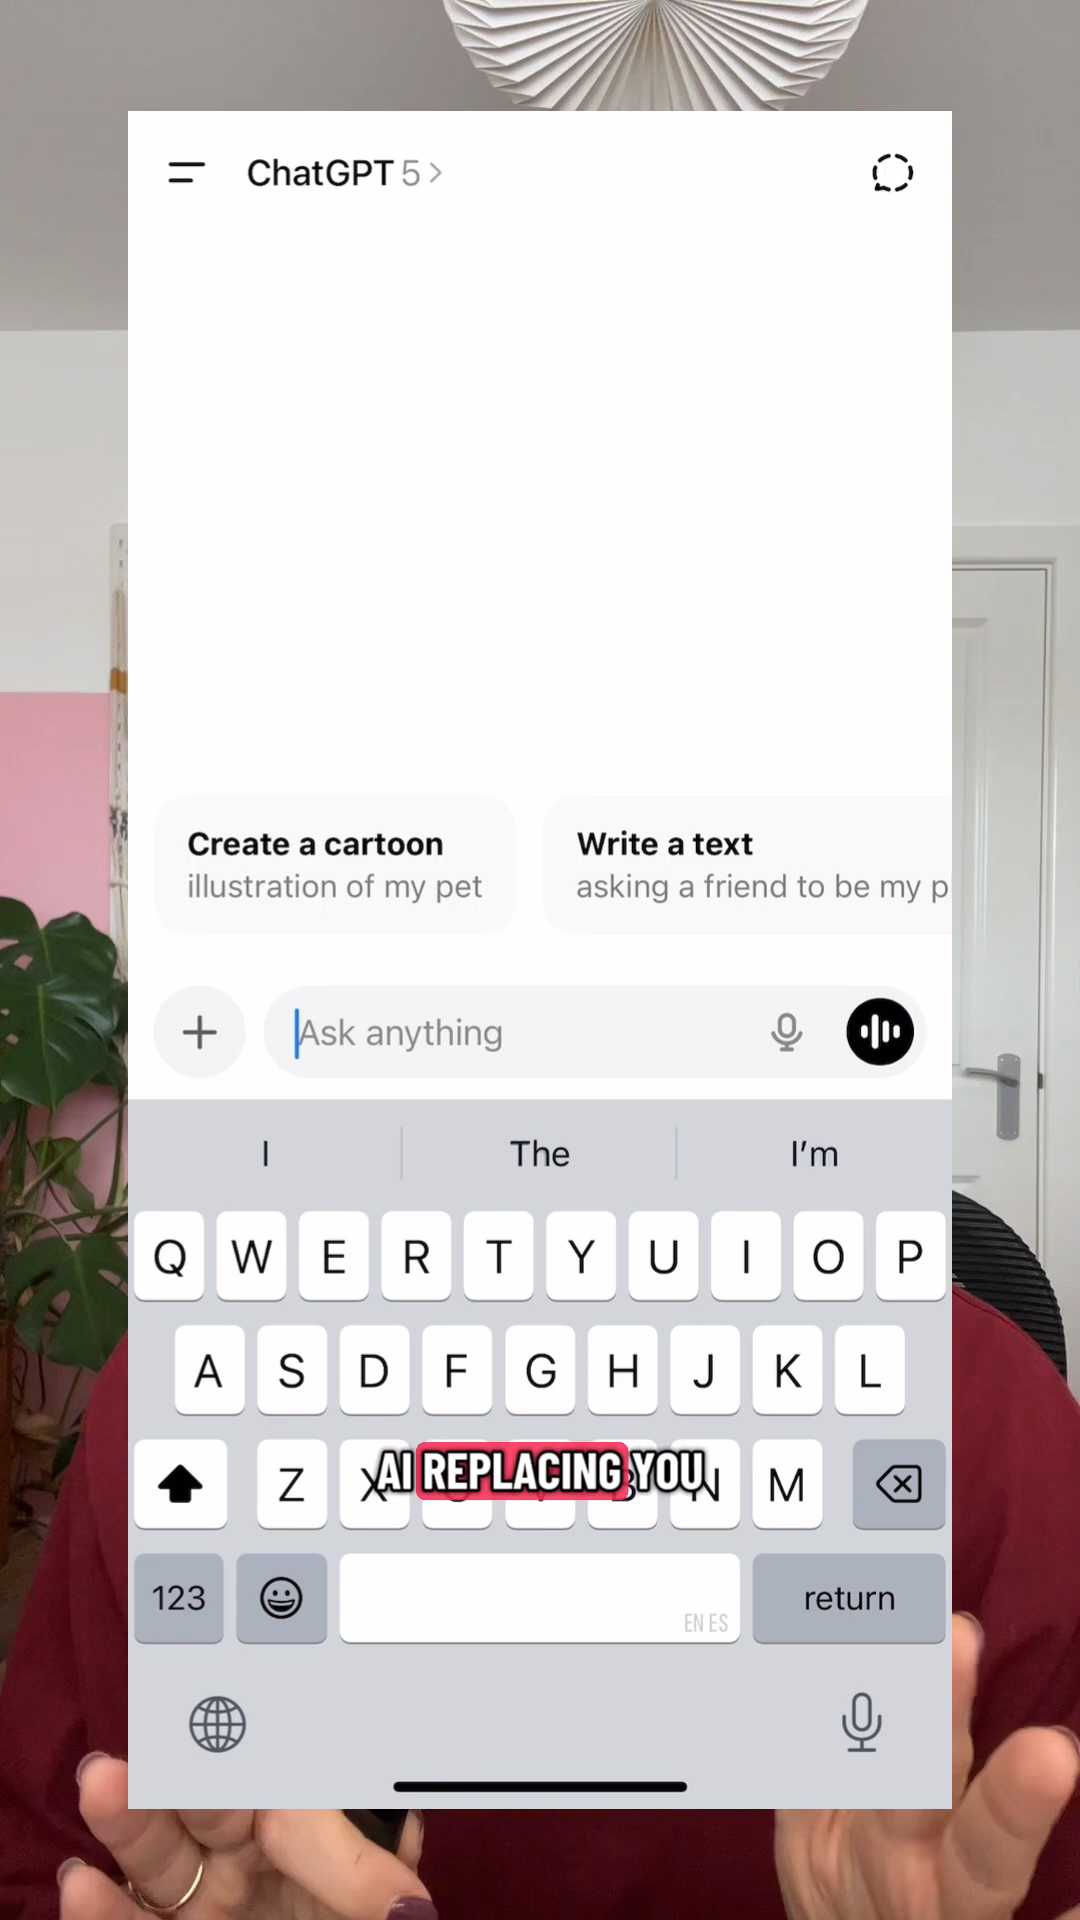 ChatGPT 5 >
Create a cartoon
illustration of my pet
Write a text
asking a friend to be my p
Ask anything
I The I'm
Q W E R T Y U I O P
A S D F G H J K L
Z X V B N M
AI REPLACING YOU
123 EN ES return